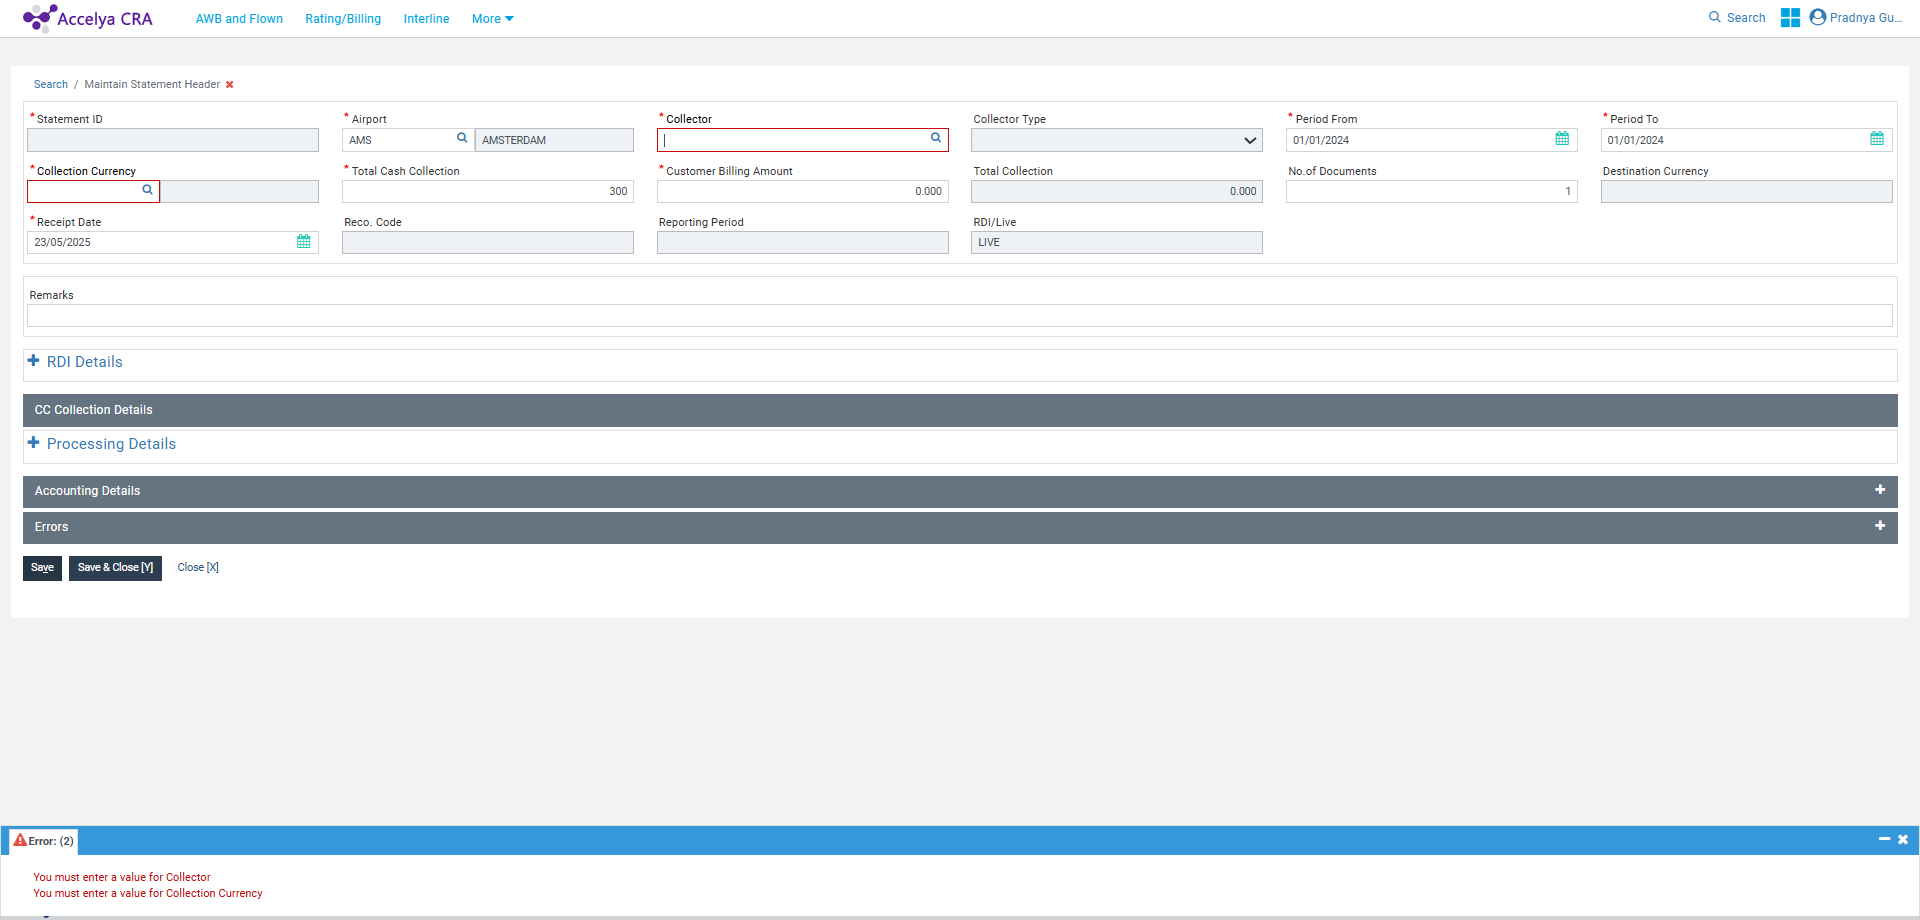 Accelya CRA AWB and Flown Rating/Billing Interline More Search Pradnya Gu...
Search / Maintain Statement Header
* Statement ID * Airport * Collector Collector Type * Period From * Period To
AMS AMSTERDAM 01/01/2024 01/01/2024
* Collection Currency * Total Cash Collection * Customer Billing Amount Total Collection No.of Documents Destination Currency
300 0.000 0.000 1
* Receipt Date Reco. Code Reporting Period RDI/Live
23/05/2025 LIVE
Remarks
RDI Details
CC Collection Details
Processing Details
Accounting Details
Errors
Save Save & Close [Y] Close [X]
Error: (2)
You must enter a value for Collector
You must enter a value for Collection Currency